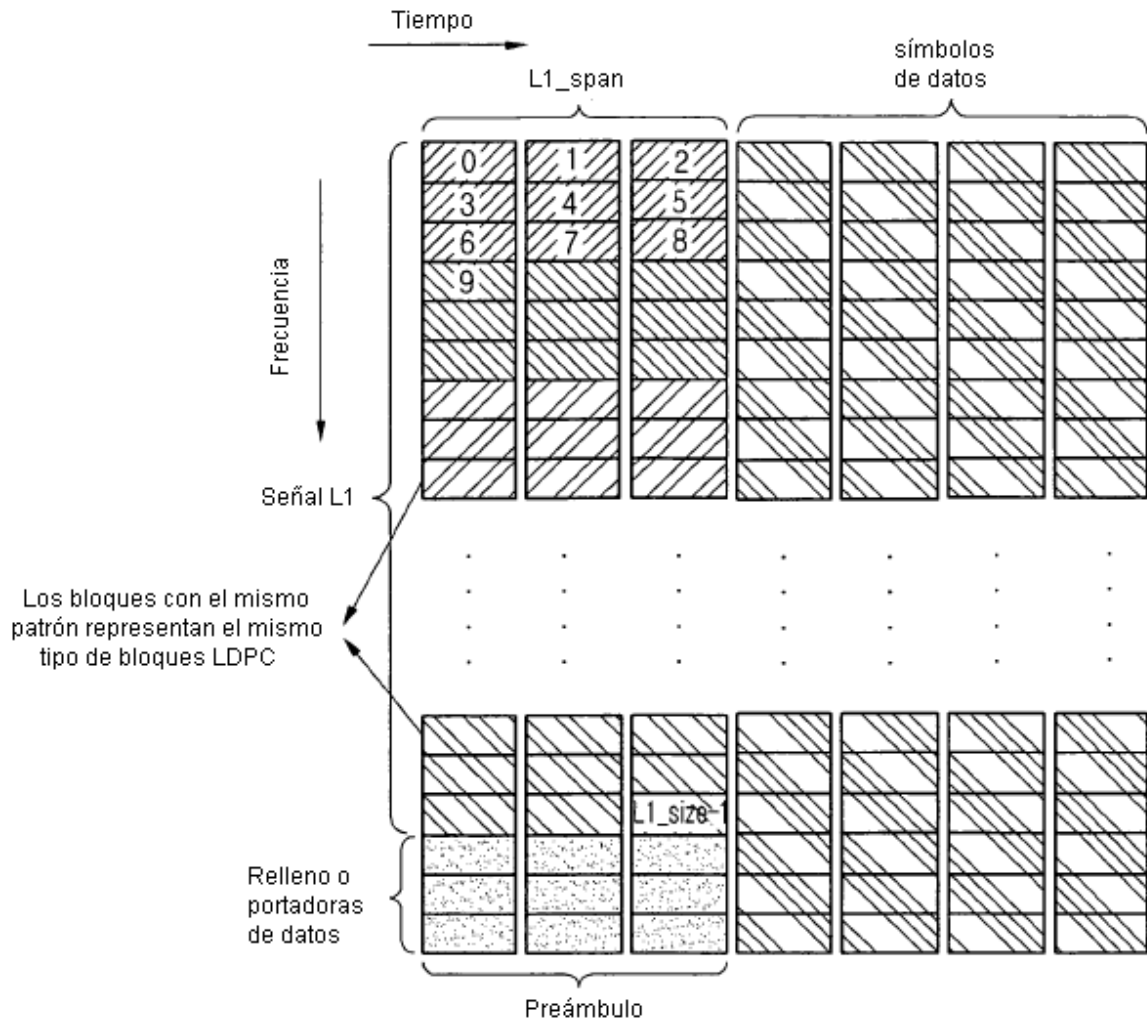 Tiempo
L1_span
símbolos
de datos
0 1 2
3 4 5
6 7 8
9
Frecuencia
Señal L1
Los bloques con el mismo
patrón representan el mismo
tipo de bloques LDPC
L1_size-1
Relleno o
portadoras
de datos
Preámbulo